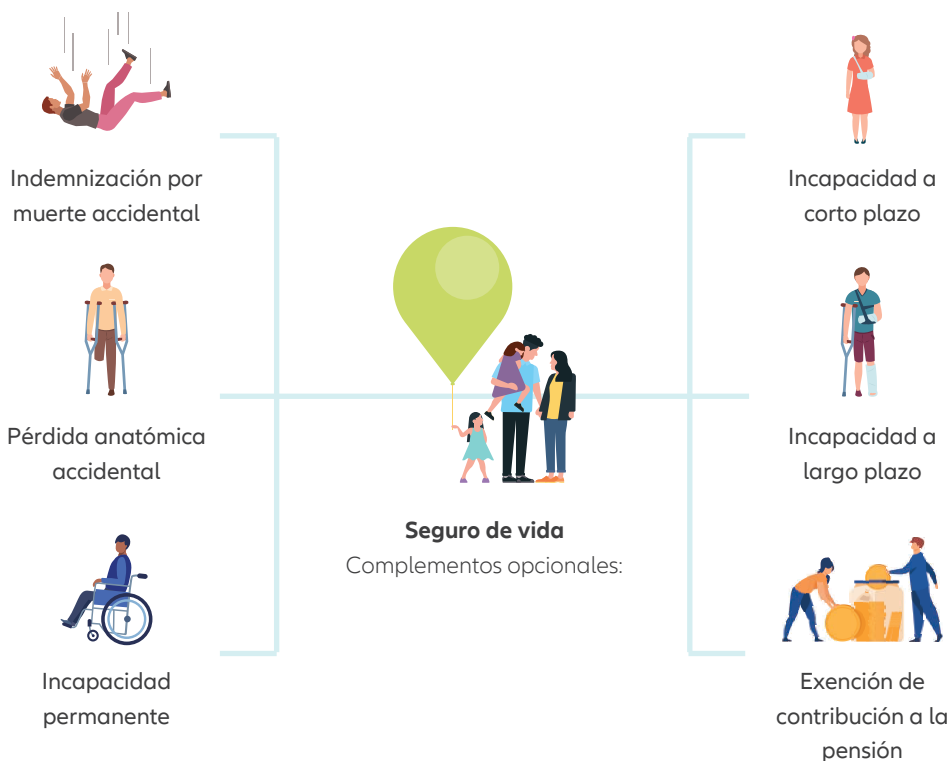 Indemnización por
muerte accidental
Pérdida anatómica
accidental
Incapacidad
permanente
Seguro de vida
Complementos opcionales:
Incapacidad a
corto plazo
Incapacidad a
largo plazo
Exención de
contribución a la
pensión